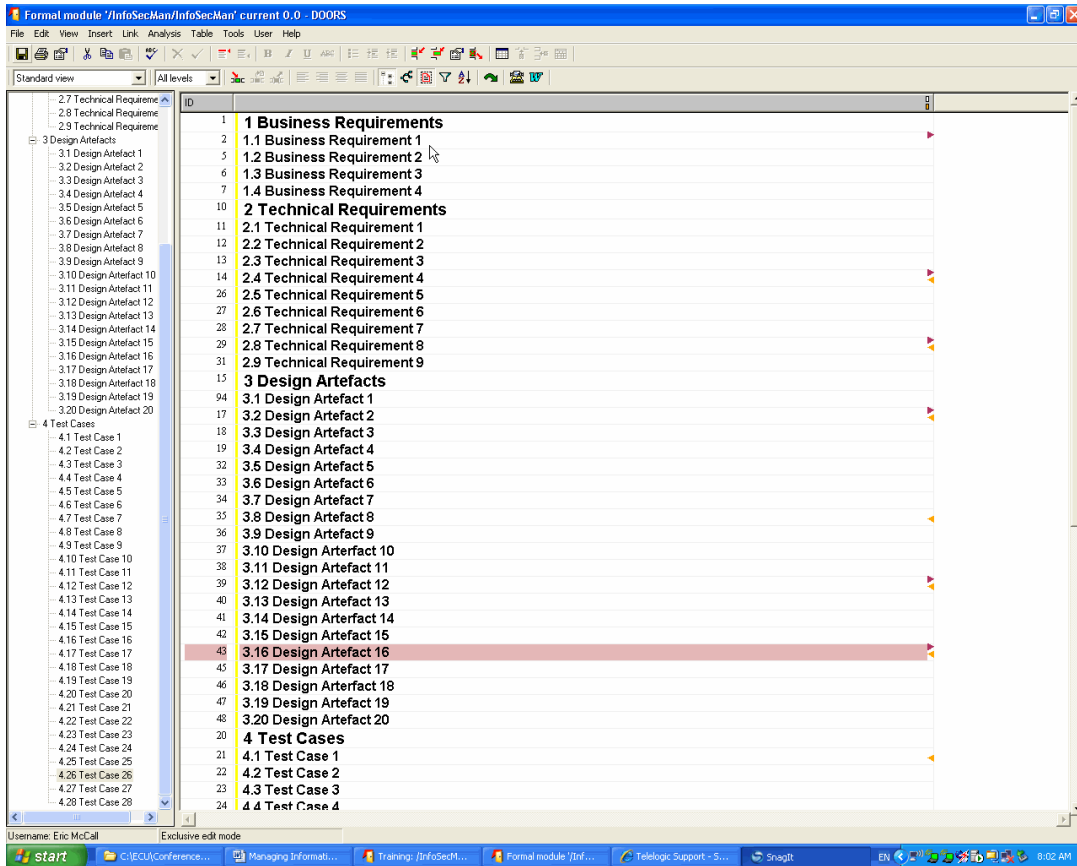 Formal module '/InfoSecMan/InfoSecMan' current 0.0 - DOORS
File Edit View Insert Link Analysis Table Tools User Help
Standard view All levels
2.7 Technical Requireme
2.8 Technical Requireme
2.9 Technical Requireme
3 Design Artefacts
3.1 Design Artefact 1
3.2 Design Artefact 2
3.3 Design Artefact 3
3.4 Design Artefact 4
3.5 Design Artefact 5
3.6 Design Artefact 6
3.7 Design Artefact 7
3.8 Design Artefact 8
3.9 Design Artefact 9
3.10 Design Arterfact 10
3.11 Design Artefact 11
3.12 Design Artefact 12
3.13 Design Artefact 13
3.14 Design Arterfact 14
3.15 Design Artefact 15
3.16 Design Artefact 16
3.17 Design Artefact 17
3.18 Design Arterfact 18
3.19 Design Artefact 19
3.20 Design Artefact 20
4 Test Cases
4.1 Test Case 1
4.2 Test Case 2
4.3 Test Case 3
4.4 Test Case 4
4.5 Test Case 5
4.6 Test Case 6
4.7 Test Case 7
4.8 Test Case 8
4.9 Test Case 9
4.10 Test Case 10
4.11 Test Case 11
4.12 Test Case 12
4.13 Test Case 13
4.14 Test Case 14
4.15 Test Case 15
4.16 Test Case 16
4.17 Test Case 17
4.18 Test Case 18
4.19 Test Case 19
4.20 Test Case 20
4.21 Test Case 21
4.22 Test Case 22
4.23 Test Case 23
4.24 Test Case 24
4.25 Test Case 25
4.26 Test Case 26
4.27 Test Case 27
4.28 Test Case 28
ID
1 1 Business Requirements
2 1.1 Business Requirement 1
5 1.2 Business Requirement 2
6 1.3 Business Requirement 3
7 1.4 Business Requirement 4
10 2 Technical Requirements
11 2.1 Technical Requirement 1
12 2.2 Technical Requirement 2
13 2.3 Technical Requirement 3
14 2.4 Technical Requirement 4
26 2.5 Technical Requirement 5
27 2.6 Technical Requirement 6
28 2.7 Technical Requirement 7
29 2.8 Technical Requirement 8
31 2.9 Technical Requirement 9
15 3 Design Artefacts
94 3.1 Design Artefact 1
17 3.2 Design Artefact 2
18 3.3 Design Artefact 3
19 3.4 Design Artefact 4
32 3.5 Design Artefact 5
33 3.6 Design Artefact 6
34 3.7 Design Artefact 7
35 3.8 Design Artefact 8
36 3.9 Design Artefact 9
37 3.10 Design Arterfact 10
38 3.11 Design Artefact 11
39 3.12 Design Artefact 12
40 3.13 Design Artefact 13
41 3.14 Design Arterfact 14
42 3.15 Design Artefact 15
43 3.16 Design Artefact 16
45 3.17 Design Artefact 17
46 3.18 Design Arterfact 18
47 3.19 Design Artefact 19
48 3.20 Design Artefact 20
20 4 Test Cases
21 4.1 Test Case 1
22 4.2 Test Case 2
23 4.3 Test Case 3
24 4.4 Test Case 4
Username: Eric McCall Exclusive edit mode
start C:\ECU\Conference... Managing Informati... Training: /InfoSecM... Formal module '/Inf... Telelogic Support - S... SnagIt EN 8:02 AM